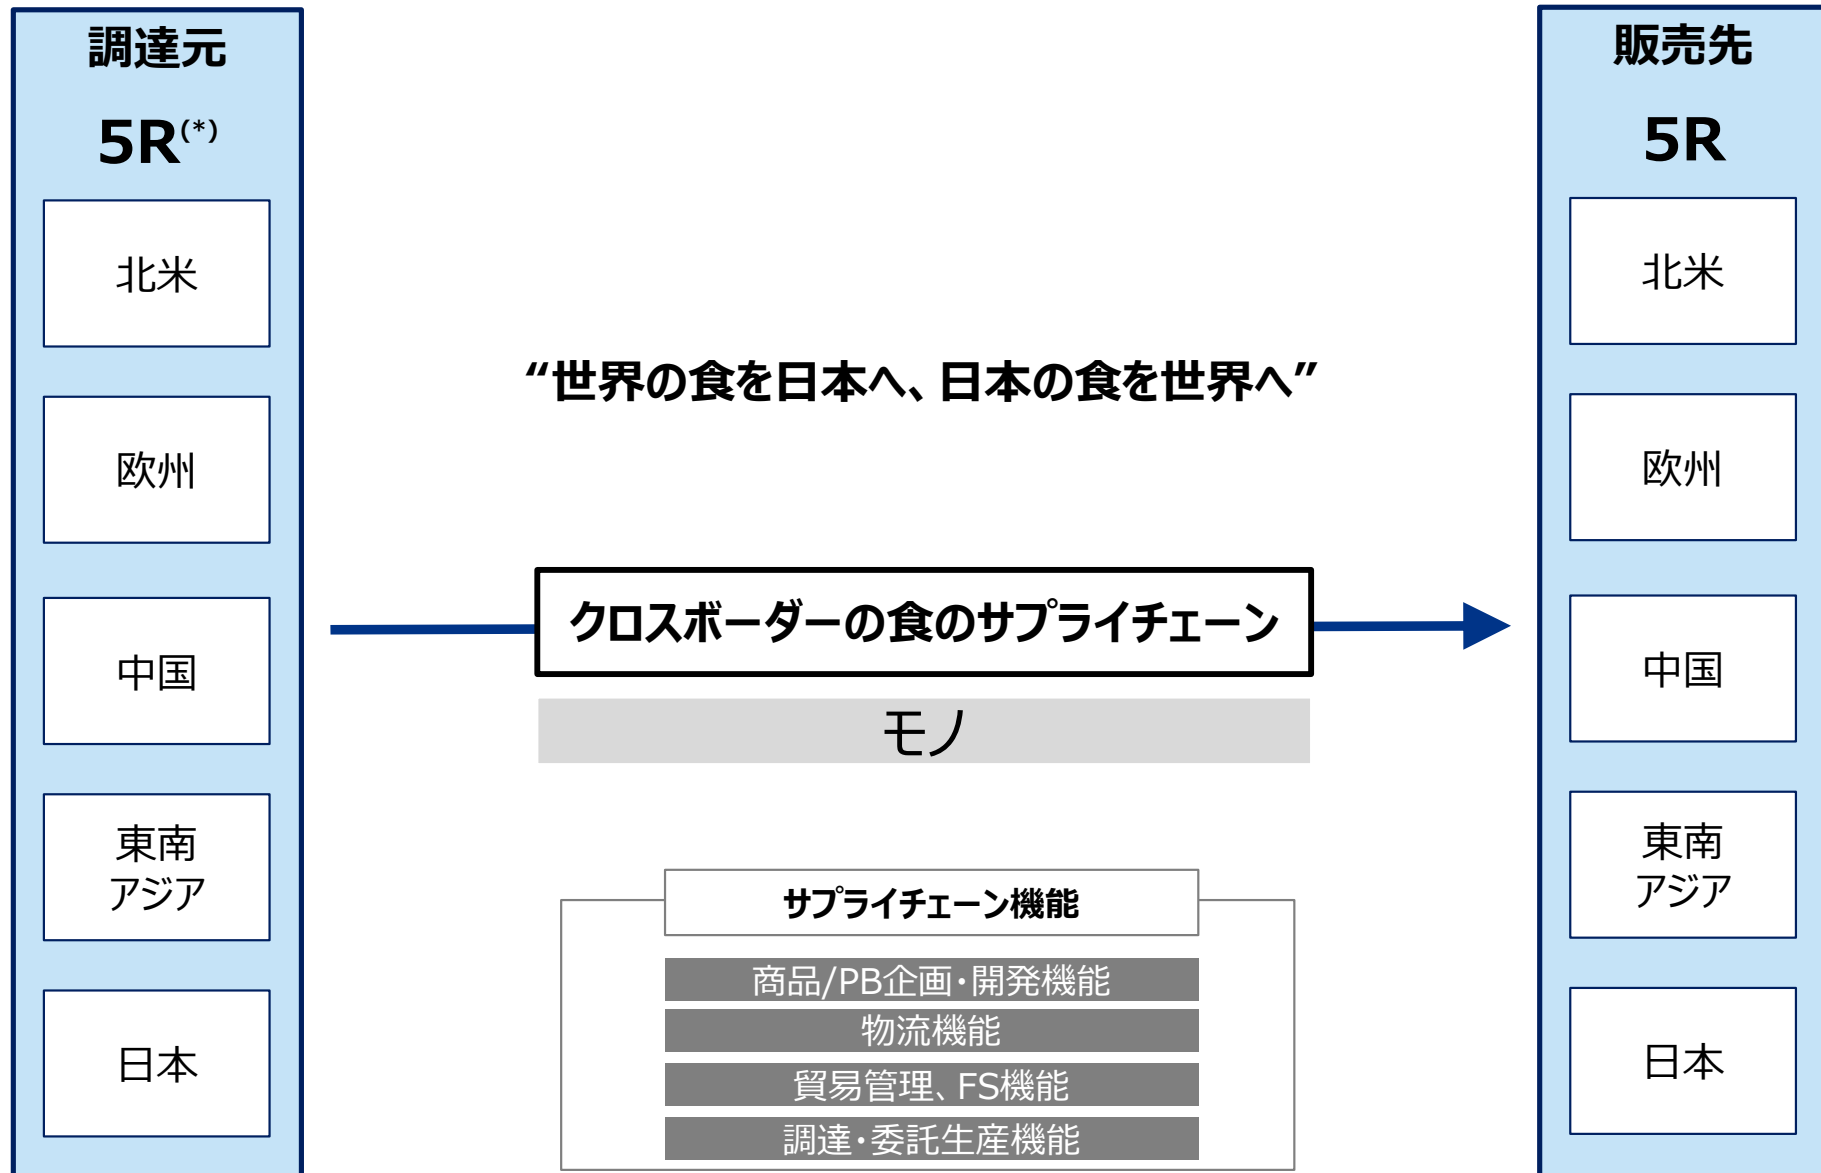 調達元
5R(*)
北米
欧州
中国
東南
アジア
日本
“世界の食を日本へ、日本の食を世界へ”
クロスボーダーの食のサプライチェーン
モノ
サプライチェーン機能
商品/PB企画・開発機能
物流機能
貿易管理、FS機能
調達・委託生産機能
販売先
5R
北米
欧州
中国
東南
アジア
日本